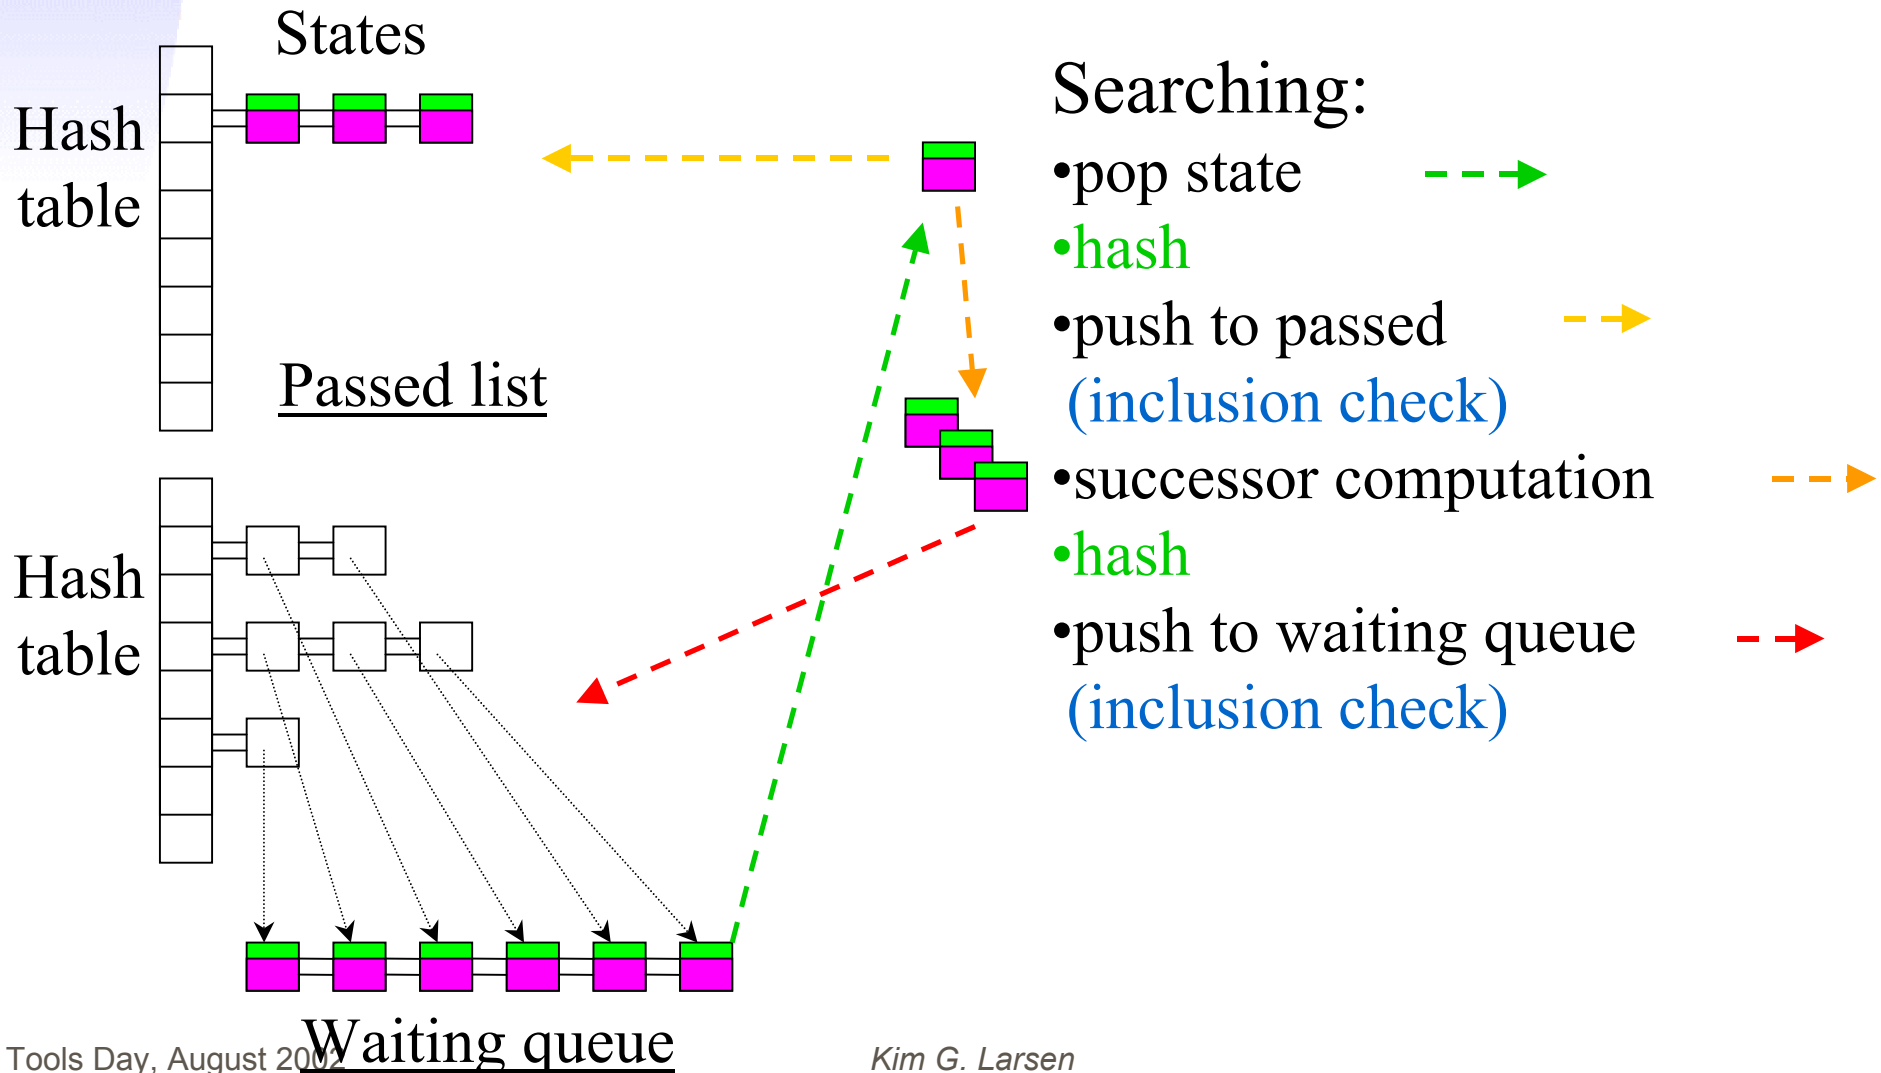 States
Hash
table
Passed list
Hash
table
Waiting queue
Searching:
•pop state
•hash
•push to passed
(inclusion check)
•successor computation
•hash
•push to waiting queue
(inclusion check)
Tools Day, August 2002
Kim G. Larsen